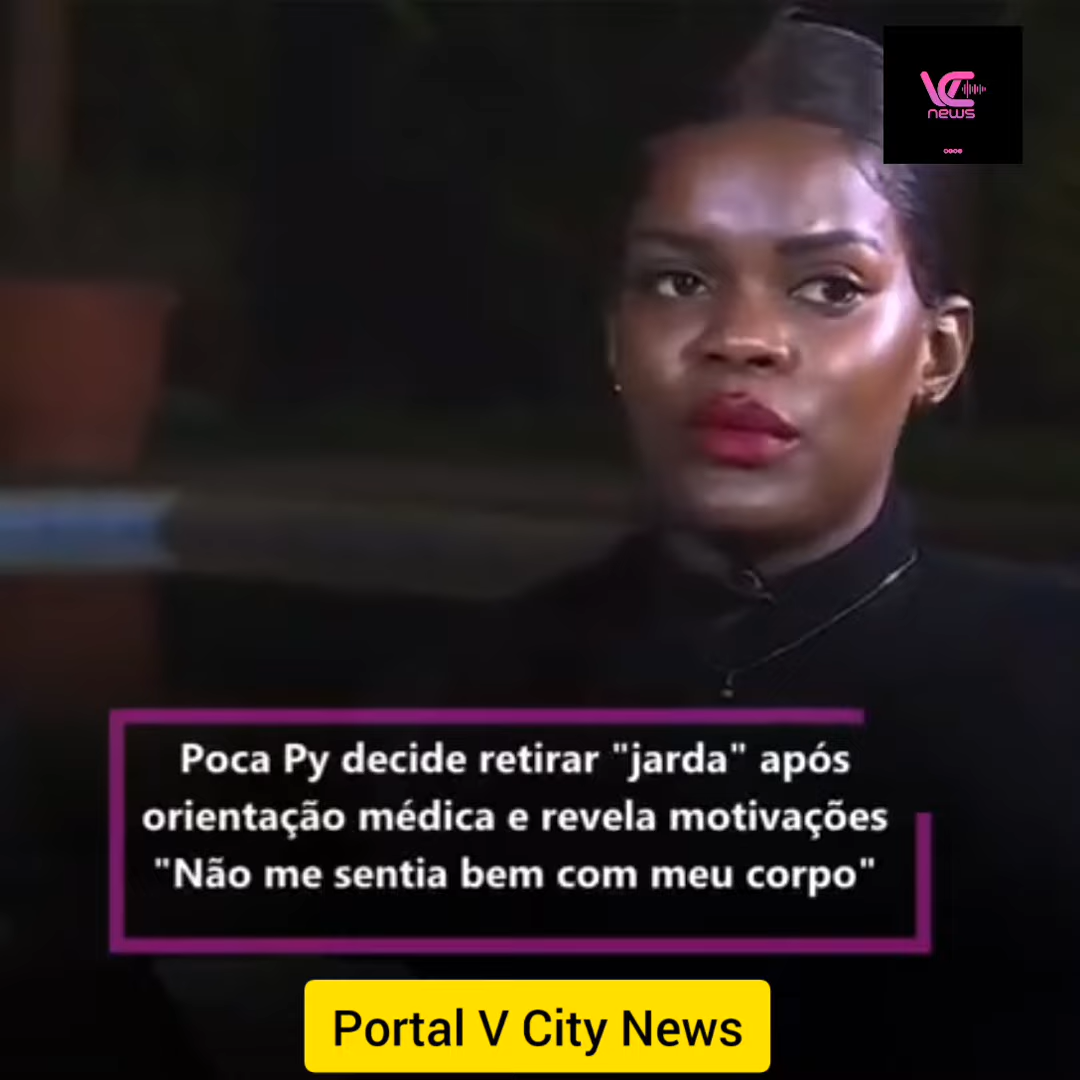 VC
news
Poca Py decide retirar "jarda" após
orientação médica e revela motivações
"Não me sentia bem com meu corpo"
Portal V City News